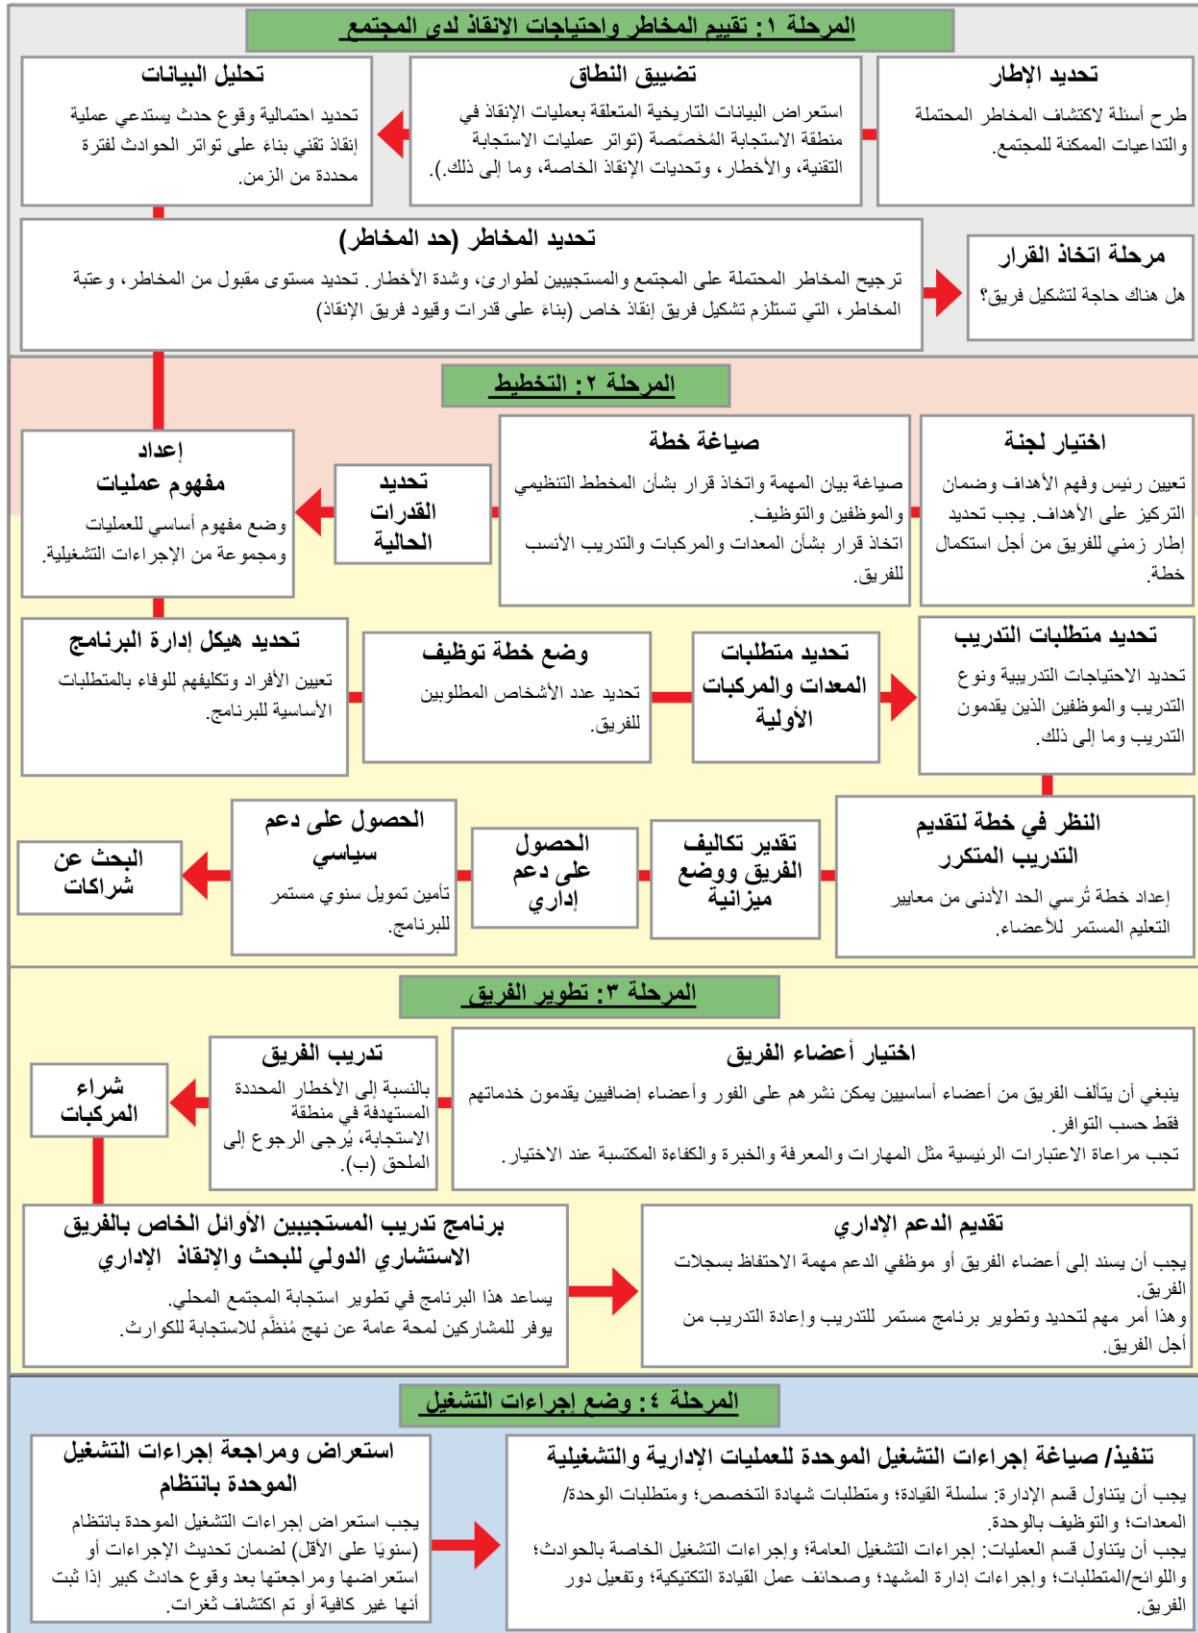 المرحلة ١: تقييم المخاطر واحتياجات الإنقاذ لدى المجتمع
تحديد الإطار
طرح أسئلة لاكتشاف المخاطر المحتملة
والتداعيات الممكنة للمجتمع.
تضييق النطاق
استعراض البيانات التاريخية المتعلقة بعمليات الإنقاذ في
منطقة الاستجابة المُخصَّصة (تواتر عمليات الاستجابة
التقنية، والأخطار، وتحديات الإنقاذ الخاصة، وما إلى ذلك.).
تحليل البيانات
تحديد احتمالية وقوع حدث يستدعي عملية
إنقاذ تقني بناءً على تواتر الحوادث لفترة
محددة من الزمن.
تحديد المخاطر (حد المخاطر)
ترجيح المخاطر المحتملة على المجتمع والمستجيبين لطوارئ، وشدة الأخطار. تحديد مستوى مقبول من المخاطر، وعتبة
المخاطر، التي تستلزم تشكيل فريق إنقاذ خاص (بناءً على قدرات وقيود فريق الإنقاذ)
مرحلة اتخاذ القرار
هل هناك حاجة لتشكيل فريق؟
المرحلة ٢: التخطيط
اختيار لجنة
تعيين رئيس وفهم الأهداف وضمان
التركيز على الأهداف. يجب تحديد
إطار زمني للفريق من أجل استكمال
خطة.
صياغة خطة
صياغة بيان المهمة واتخاذ قرار بشأن المخطط التنظيمي
والموظفين والتوظيف.
اتخاذ قرار بشأن المعدات والمركبات والتدريب الأنسب
للفريق.
تحديد
القدرات
الحالية
إعداد
مفهوم عمليات
وضع مفهوم أساسي للعمليات
ومجموعة من الإجراءات التشغيلية.
تحديد هيكل إدارة البرنامج
تعيين الأفراد وتكليفهم للوفاء بالمتطلبات
الأساسية للبرنامج.
وضع خطة توظيف
تحديد عدد الأشخاص المطلوبين
للفريق.
تحديد متطلبات
المعدات والمركبات
الأولية
تحديد متطلبات التدريب
تحديد الاحتياجات التدريبية ونوع
التدريب والموظفين الذين يقدمون
التدريب وما إلى ذلك.
النظر في خطة لتقديم
التدريب المتكرر
إعداد خطة تُرسي الحد الأدنى من معايير
التعليم المستمر للأعضاء.
تقدير تكاليف
الفريق ووضع
ميزانية
الحصول
على دعم
إداري
الحصول على دعم
سياسي
تأمين تمويل سنوي مستمر
للبرنامج.
البحث عن
شراكات
المرحلة ٣: تطوير الفريق
اختيار أعضاء الفريق
ينبغي أن يتألف الفريق من أعضاء أساسيين يمكن نشرهم على الفور وأعضاء إضافيين يقدمون خدماتهم
فقط حسب التوافر.
تجب مراعاة الاعتبارات الرئيسية مثل المهارات والمعرفة والخبرة والكفاءة المكتسبة عند الاختيار.
تدريب الفريق
بالنسبة إلى الأخطار المحددة
المستهدفة في منطقة
الاستجابة، يُرجى الرجوع إلى
الملحق (ب).
شراء
المركبات
برنامج تدريب المستجيبين الأوائل الخاص بالفريق
الاستشاري الدولي للبحث والإنقاذ الإداري
يساعد هذا البرنامج في تطوير استجابة المجتمع المحلي.
يوفر للمشاركين لمحة عامة عن نهج مُنَظَّم للاستجابة للكوارث.
تقديم الدعم الإداري
يجب أن يسند إلى أعضاء الفريق أو موظفي الدعم مهمة الاحتفاظ بسجلات
الفريق.
وهذا أمر مهم لتحديد وتطوير برنامج مستمر للتدريب وإعادة التدريب من
أجل الفريق.
المرحلة ٤: وضع إجراءات التشغيل
استعراض ومراجعة إجراءات التشغيل
الموحدة بانتظام
يجب استعراض إجراءات التشغيل الموحدة بانتظام
(سنويًا على الأقل) لضمان تحديث الإجراءات أو
استعراضها ومراجعتها بعد وقوع حادث كبير إذا ثبت
أنها غير كافية أو تم اكتشاف ثغرات.
تنفيذ/ صياغة إجراءات التشغيل الموحدة للعمليات الإدارية والتشغيلية
يجب أن يتناول قسم الإدارة: سلسلة القيادة؛ ومتطلبات شهادة التخصص؛ ومتطلبات الوحدة/
المعدات؛ والتوظيف بالوحدة.
يجب أن يتناول قسم العمليات: إجراءات التشغيل العامة؛ وإجراءات التشغيل الخاصة بالحوادث؛
واللوائح/المتطلبات؛ وإجراءات إدارة المشهد؛ وصحائف عمل القيادة التكتيكية؛ وتفعيل دور
الفريق.